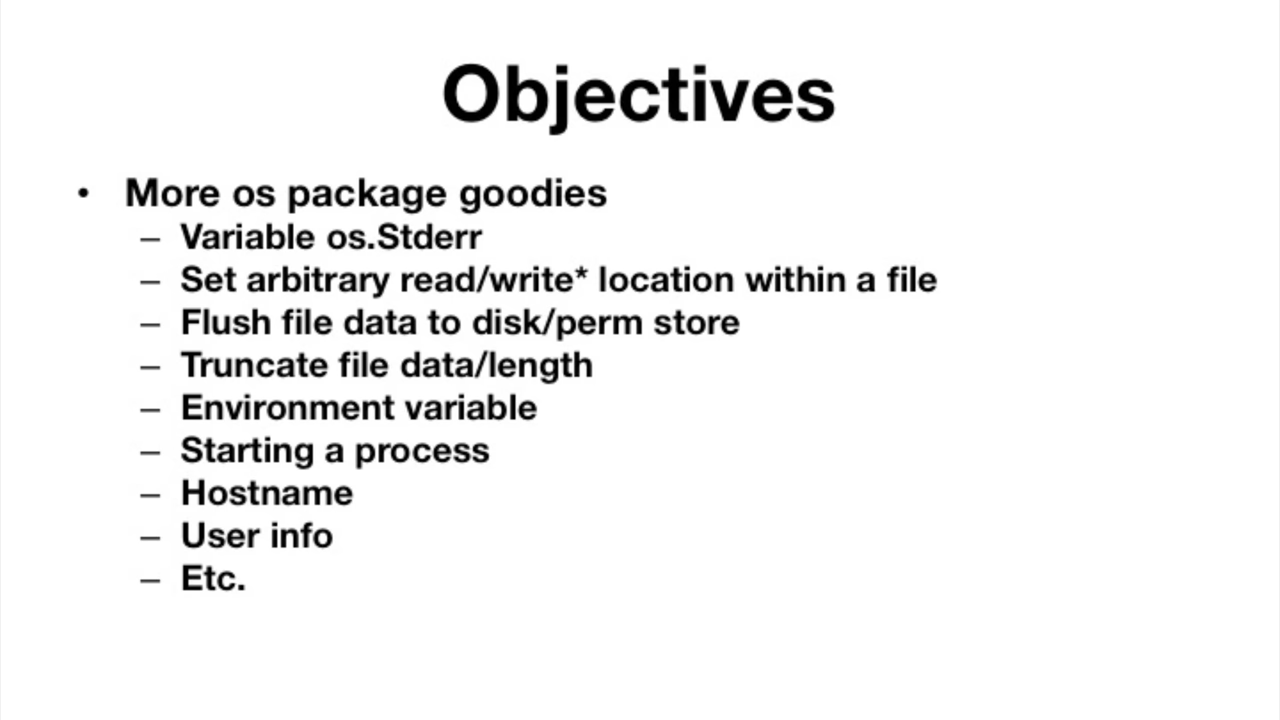 Objectives
• More os package goodies
– Variable os.Stderr
– Set arbitrary read/write* location within a file
– Flush file data to disk/perm store
– Truncate file data/length
– Environment variable
– Starting a process
– Hostname
– User info
– Etc.